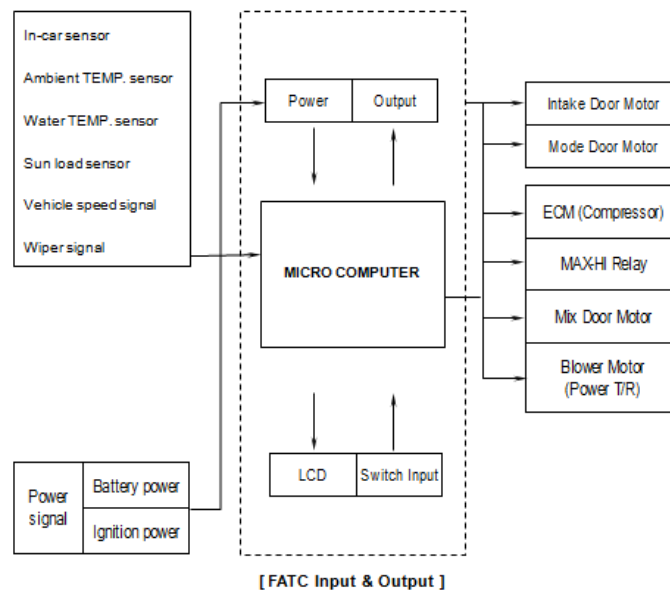 In-car sensor
Ambient TEMP. sensor
Water TEMP. sensor
Sun load sensor
Vehicle speed signal
Wiper signal
Power
signal
Battery power
Ignition power
Power
Output
MICRO COMPUTER
LCD
Switch Input
Intake Door Motor
Mode Door Motor
ECM (Compressor)
MAX-HI Relay
Mix Door Motor
Blower Motor
(Power T/R)
[ FATC Input & Output ]